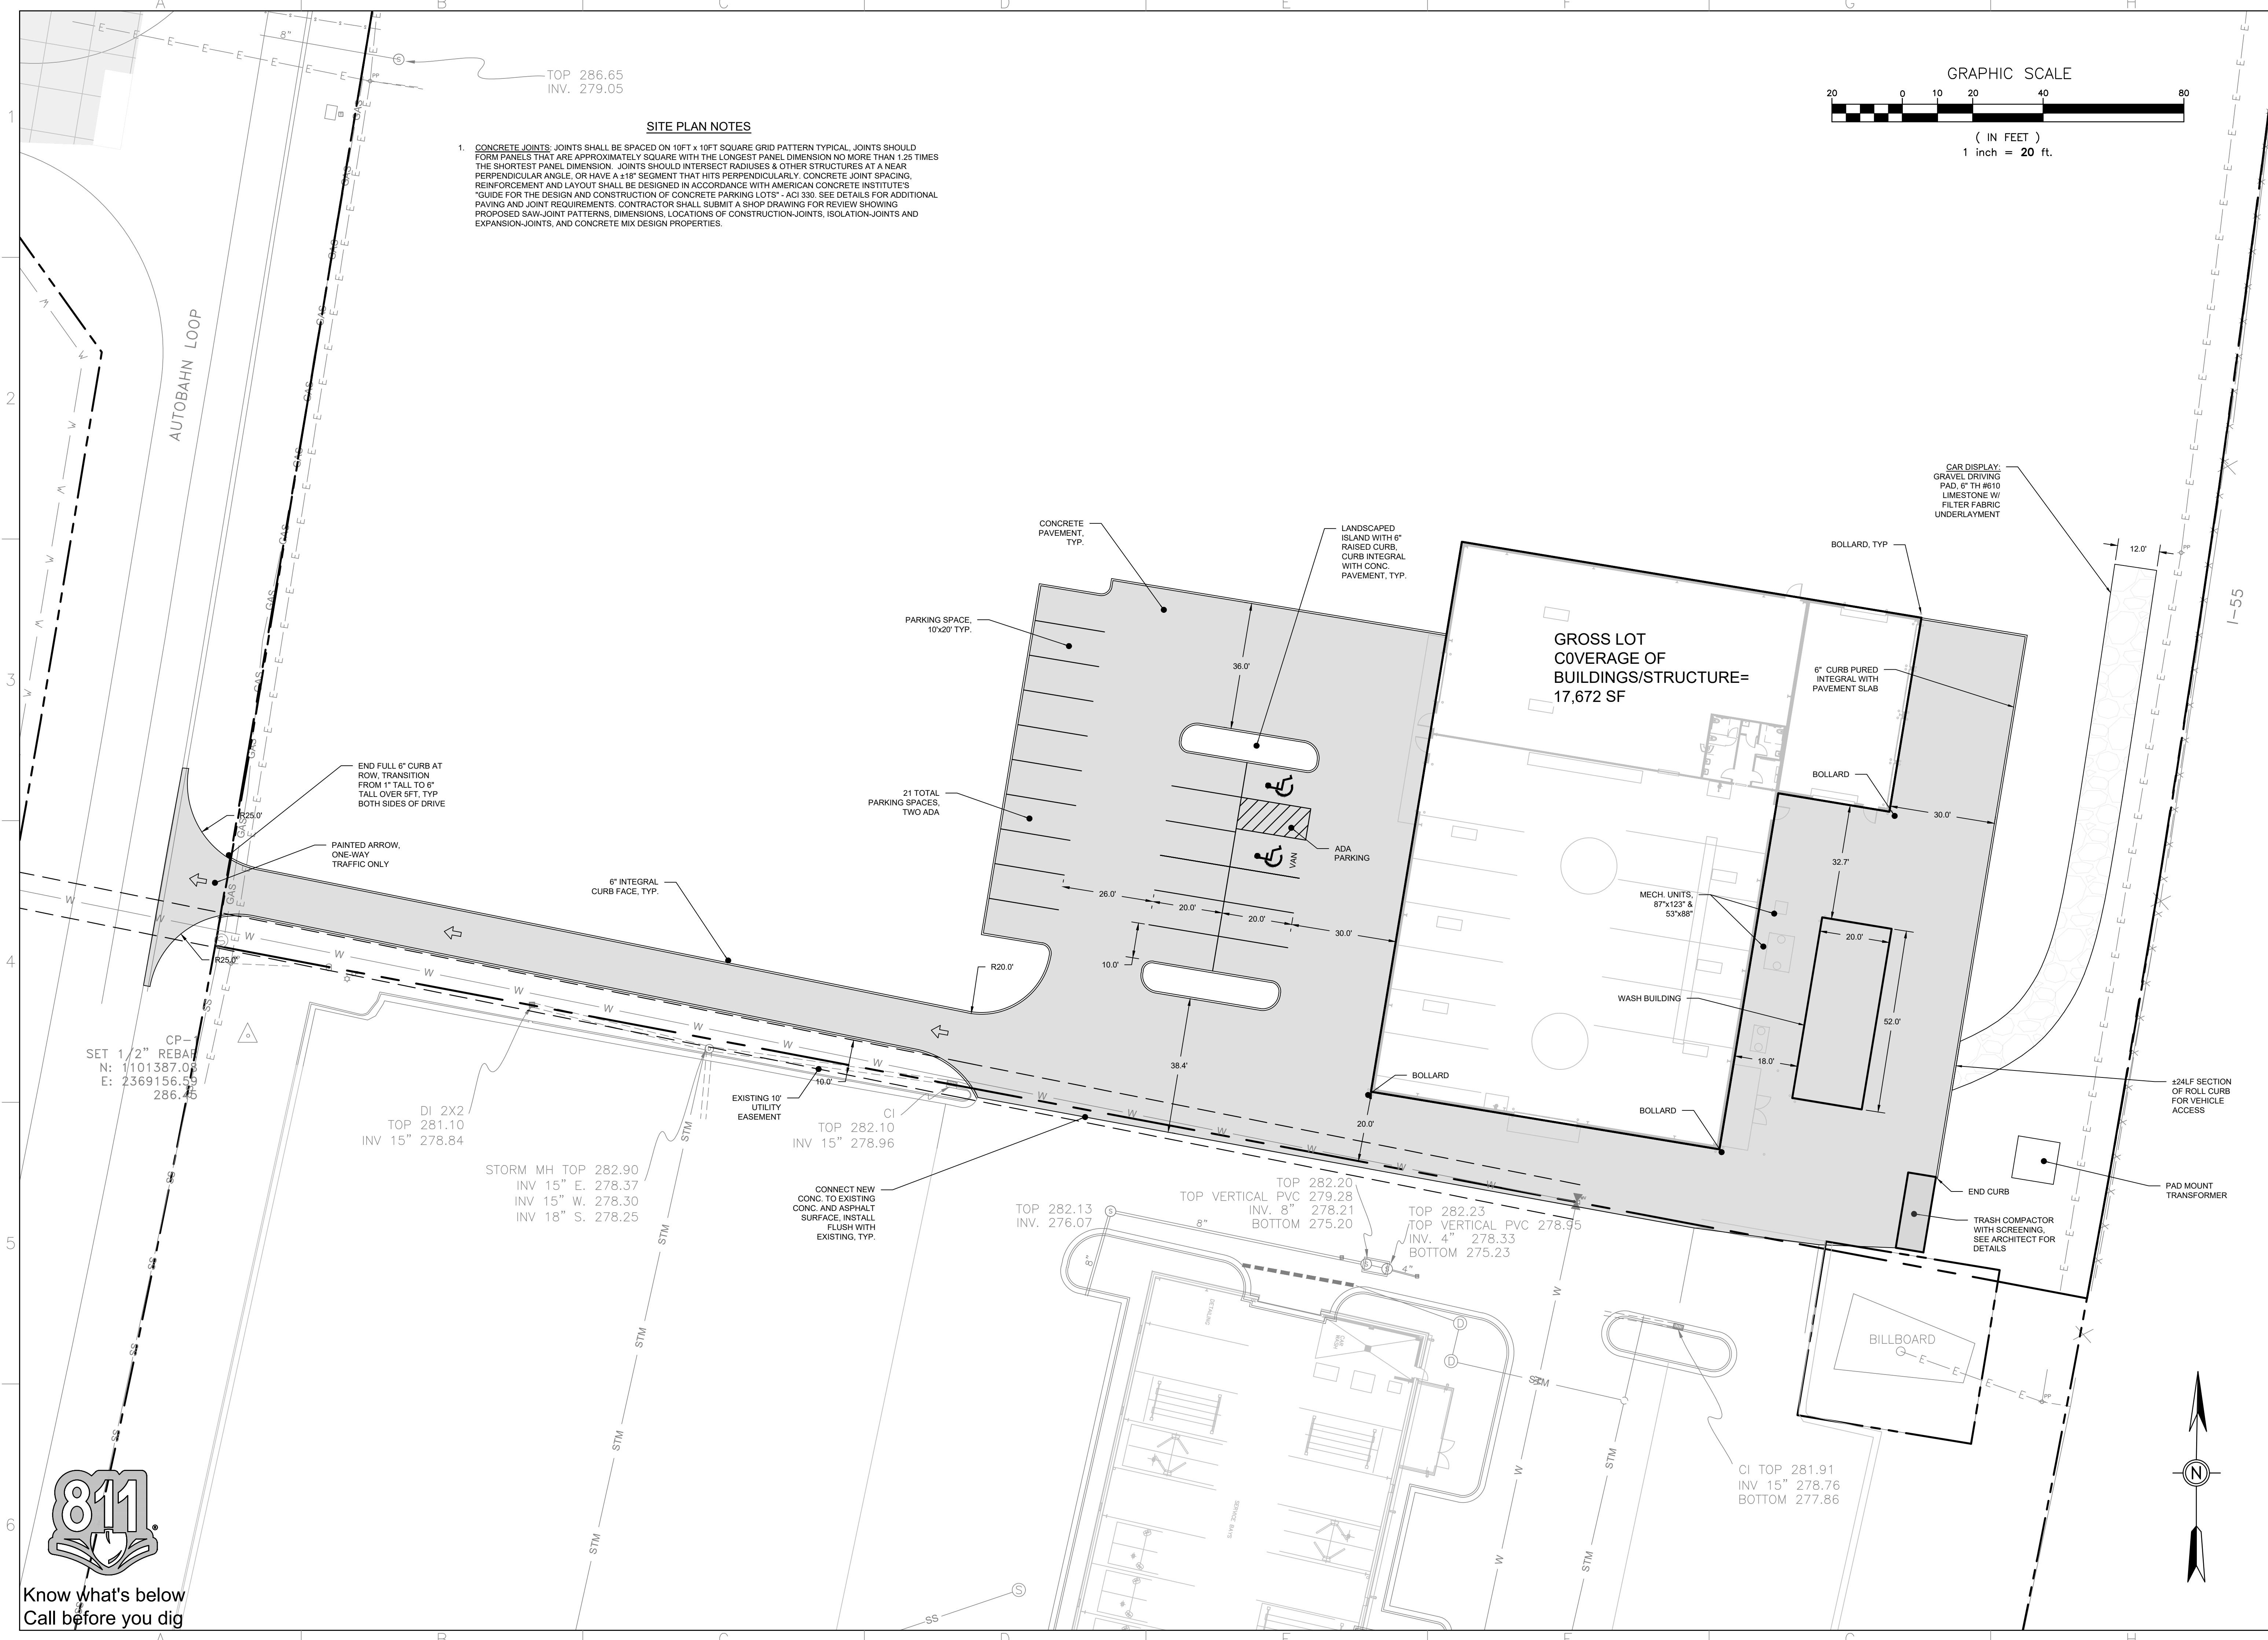 A
B
C
D
E
F
G
H
1
2
3
4
5
6
8"
TOP 286.65
INV. 279.05
SITE PLAN NOTES
1. CONCRETE JOINTS: JOINTS SHALL BE SPACED ON 10FT x 10FT SQUARE GRID PATTERN TYPICAL, JOINTS SHOULD
FORM PANELS THAT ARE APPROXIMATELY SQUARE WITH THE LONGEST PANEL DIMENSION NO MORE THAN 1.25 TIMES
THE SHORTEST PANEL DIMENSION. JOINTS SHOULD INTERSECT RADIUSES & OTHER STRUCTURES AT A NEAR
PERPENDICULAR ANGLE, OR HAVE A ±18" SEGMENT THAT HITS PERPENDICULARLY. CONCRETE JOINT SPACING,
REINFORCEMENT AND LAYOUT SHALL BE DESIGNED IN ACCORDANCE WITH AMERICAN CONCRETE INSTITUTE'S
"GUIDE FOR THE DESIGN AND CONSTRUCTION OF CONCRETE PARKING LOTS" - ACI 330. SEE DETAILS FOR ADDITIONAL
PAVING AND JOINT REQUIREMENTS. CONTRACTOR SHALL SUBMIT A SHOP DRAWING FOR REVIEW SHOWING
PROPOSED SAW-JOINT PATTERNS, DIMENSIONS, LOCATIONS OF CONSTRUCTION-JOINTS, ISOLATION-JOINTS AND
EXPANSION-JOINTS, AND CONCRETE MIX DESIGN PROPERTIES.
GRAPHIC SCALE
20 0 10 20 40 80
( IN FEET )
1 inch = 20 ft.
AUTOBAHN LOOP
I-55
CAR DISPLAY:
GRAVEL DRIVING
PAD, 6" TH #610
LIMESTONE W/
FILTER FABRIC
UNDERLAYMENT
12.0'
PP
CONCRETE
PAVEMENT,
TYP.
LANDSCAPED
ISLAND WITH 6"
RAISED CURB,
CURB INTEGRAL
WITH CONC.
PAVEMENT, TYP.
BOLLARD, TYP
PARKING SPACE,
10'x20' TYP.
36.0'
GROSS LOT
C0VERAGE OF
BUILDINGS/STRUCTURE=
17,672 SF
6" CURB PURED
INTEGRAL WITH
PAVEMENT SLAB
END FULL 6" CURB AT
ROW, TRANSITION
FROM 1" TALL TO 6"
TALL OVER 5FT, TYP
BOTH SIDES OF DRIVE
R25.0'
PAINTED ARROW,
ONE-WAY
TRAFFIC ONLY
21 TOTAL
PARKING SPACES,
TWO ADA
BOLLARD
30.0'
VAN
ADA
PARKING
32.7'
6" INTEGRAL
CURB FACE, TYP.
26.0'
20.0'
20.0'
30.0'
10.0'
MECH. UNITS,
87"x123" &
53"x88"
20.0'
R25.0'
R20.0'
WASH BUILDING
52.0'
18.0'
38.4'
CP-1
SET 1/2" REBAR
N: 1101387.08
E: 2369156.59
286.45
10.0'
EXISTING 10'
UTILITY
EASEMENT
BOLLARD
BOLLARD
20.0'
±24LF SECTION
OF ROLL CURB
FOR VEHICLE
ACCESS
DI 2X2
TOP 281.10
INV 15" 278.84
CI
TOP 282.10
INV 15" 278.96
STORM MH TOP 282.90
INV 15" E. 278.37
INV 15" W. 278.30
INV 18" S. 278.25
CONNECT NEW
CONC. TO EXISTING
CONC. AND ASPHALT
SURFACE, INSTALL
FLUSH WITH
EXISTING, TYP.
TOP 282.13
INV. 276.07
TOP 282.20
TOP VERTICAL PVC 279.28
INV. 8" 278.21
BOTTOM 275.20
TOP 282.23
TOP VERTICAL PVC 278.95
INV. 4" 278.33
BOTTOM 275.23
8"
8"
4"
END CURB
PAD MOUNT
TRANSFORMER
TRASH COMPACTOR
WITH SCREENING,
SEE ARCHITECT FOR
DETAILS
DETAILING
CAR
WASH
SERVICE BAYS
BILLBOARD
PP
CI TOP 281.91
INV 15" 278.76
BOTTOM 277.86
GAS
STM
SS
W
E
S
D
N
811
Know what's below
Call before you dig